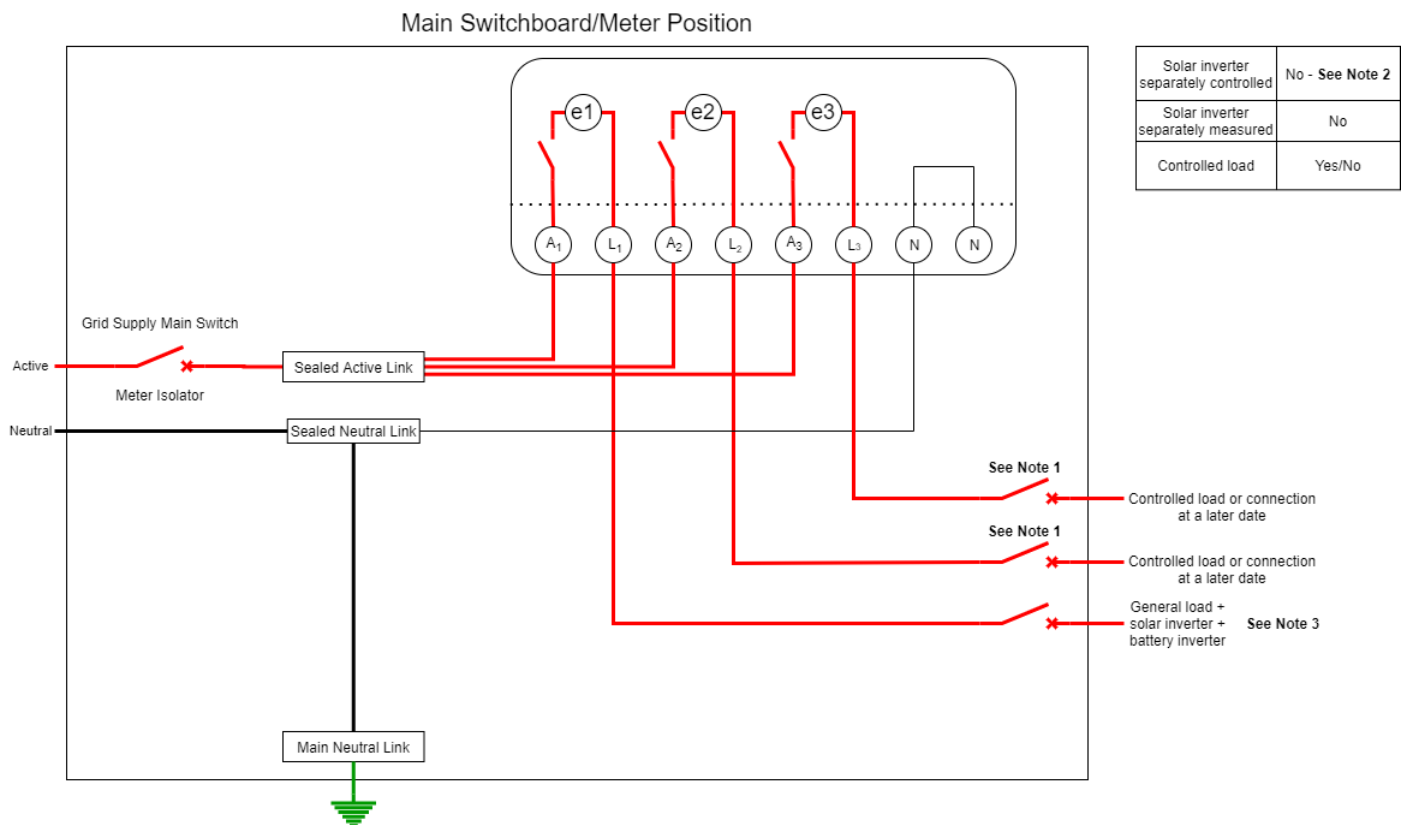 Main Switchboard/Meter Position
Solar inverter
separately controlled
No - See Note 2
Solar inverter
separately measured
No
Controlled load
Yes/No
e1
e2
e3
A1
L1
A2
L2
A3
L3
N
N
Grid Supply Main Switch
Active
Sealed Active Link
Meter Isolator
Neutral
Sealed Neutral Link
See Note 1
Controlled load or connection
at a later date
See Note 1
Controlled load or connection
at a later date
General load +
solar inverter +
battery inverter
See Note 3
Main Neutral Link